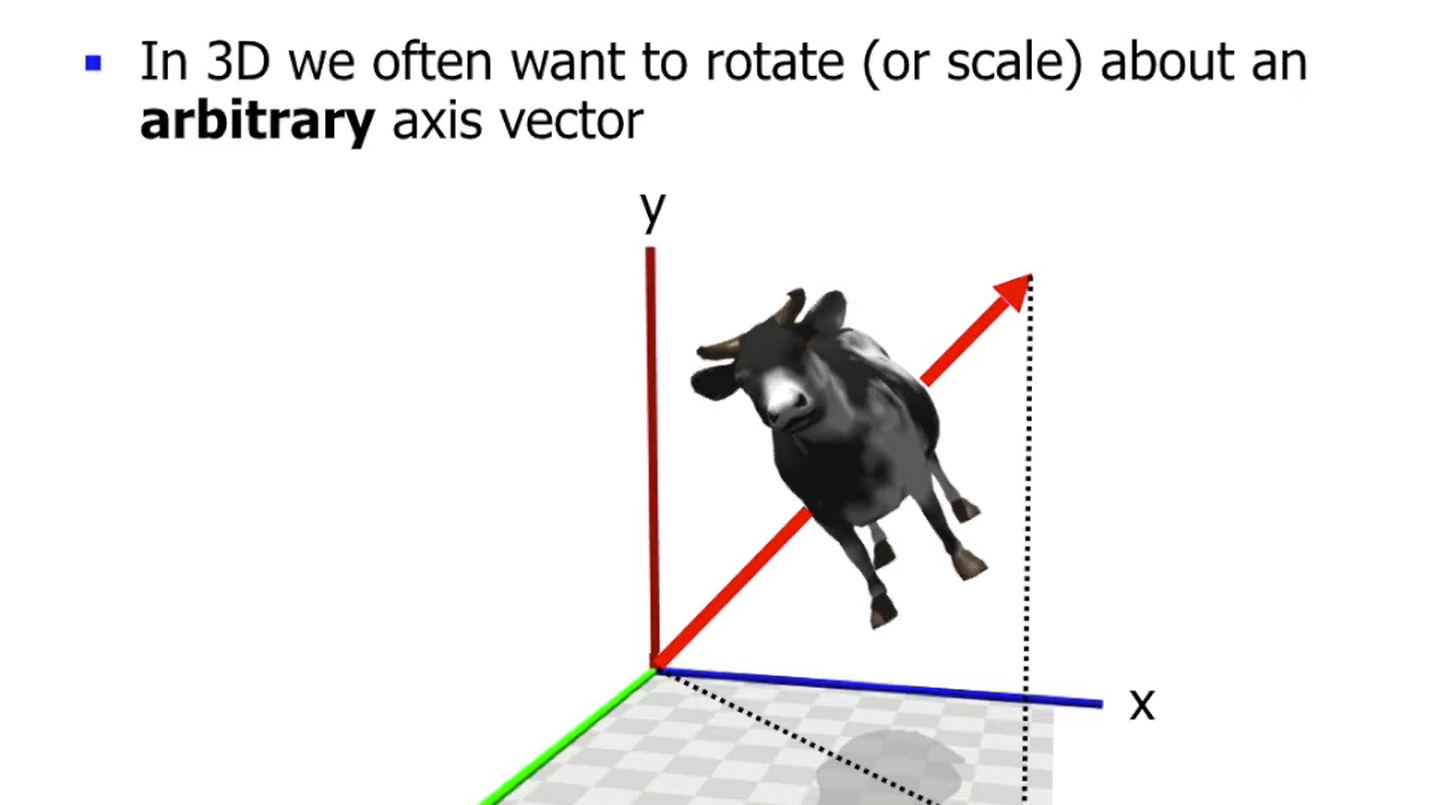 In 3D we often want to rotate (or scale) about an
arbitrary axis vector
y
x